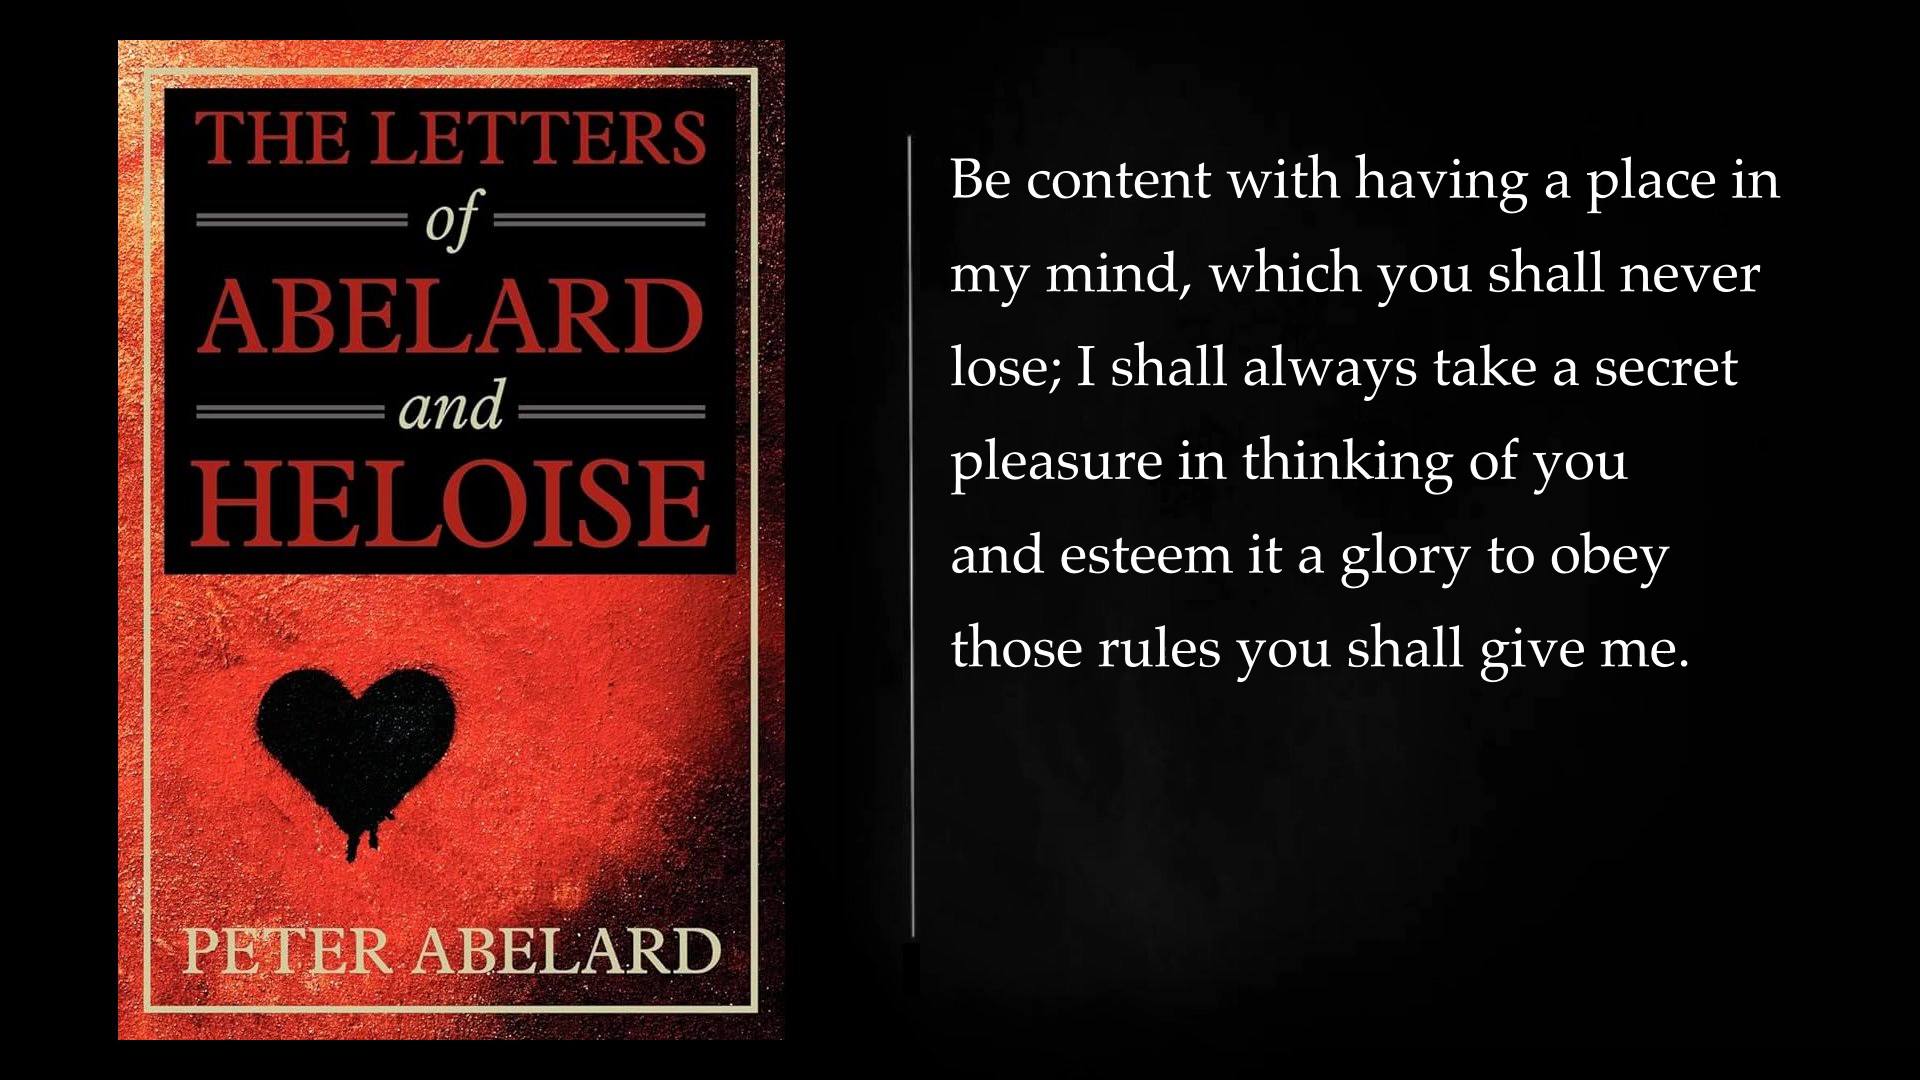 THE LETTERS
of
ABELARD
and
HELOISE
PETER ABELARD
Be content with having a place in
my mind, which you shall never
lose; I shall always take a secret
pleasure in thinking of you
and esteem it a glory to obey
those rules you shall give me.